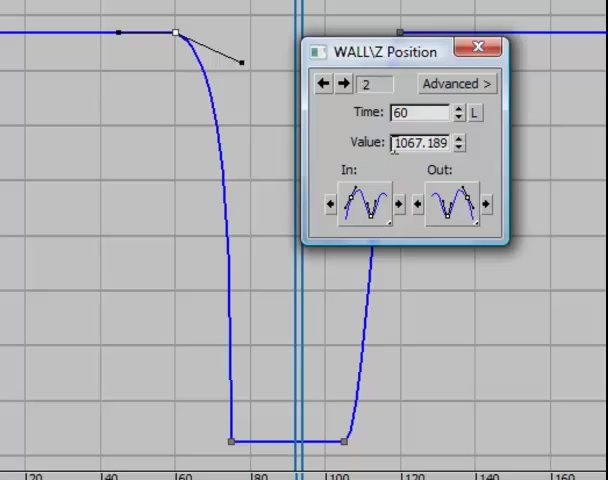 WALL\Z Position
2
Advanced >
Time: 60 L
Value: 1067.189
In: Out:
20 40 60 80 100 120 140 160